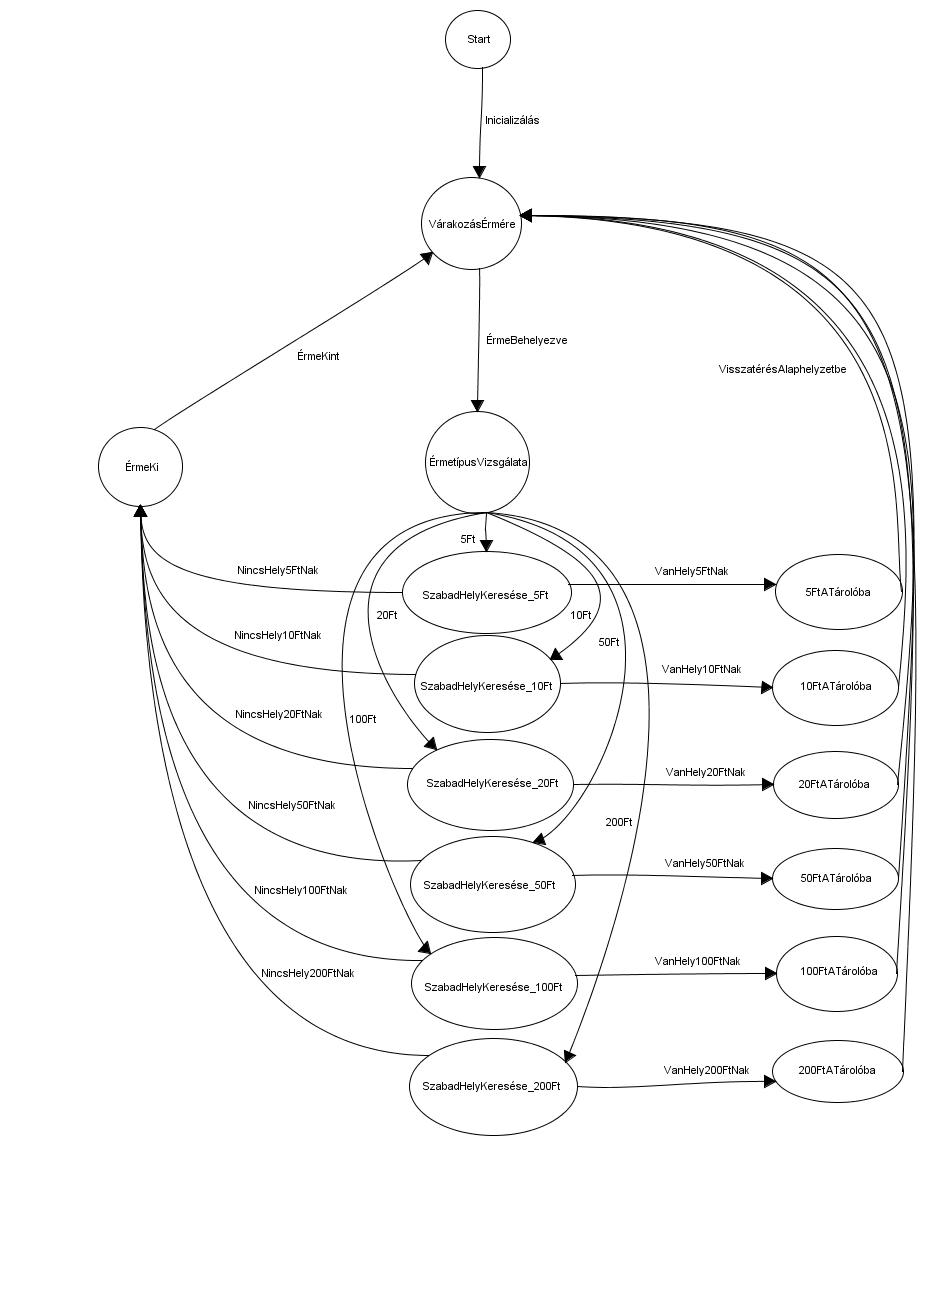 Start
Inicializálás
VárakozásÉrmére
ÉrmeBehelyezve
ÉrmeKint
VisszatérésAlaphelyzetbe
ÉrmeKi
ÉrmetípusVizsgálata
5Ft
NincsHely5FtNak
VanHely5FtNak
SzabadHelyKeresése_5Ft
5FtATárolóba
20Ft
10Ft
NincsHely10FtNak
50Ft
VanHely10FtNak
SzabadHelyKeresése_10Ft
10FtATárolóba
NincsHely20FtNak
100Ft
VanHely20FtNak
SzabadHelyKeresése_20Ft
20FtATárolóba
NincsHely50FtNak
200Ft
VanHely50FtNak
SzabadHelyKeresése_50Ft
50FtATárolóba
NincsHely100FtNak
VanHely100FtNak
SzabadHelyKeresése_100Ft
100FtATárolóba
NincsHely200FtNak
VanHely200FtNak
SzabadHelyKeresése_200Ft
200FtATárolóba